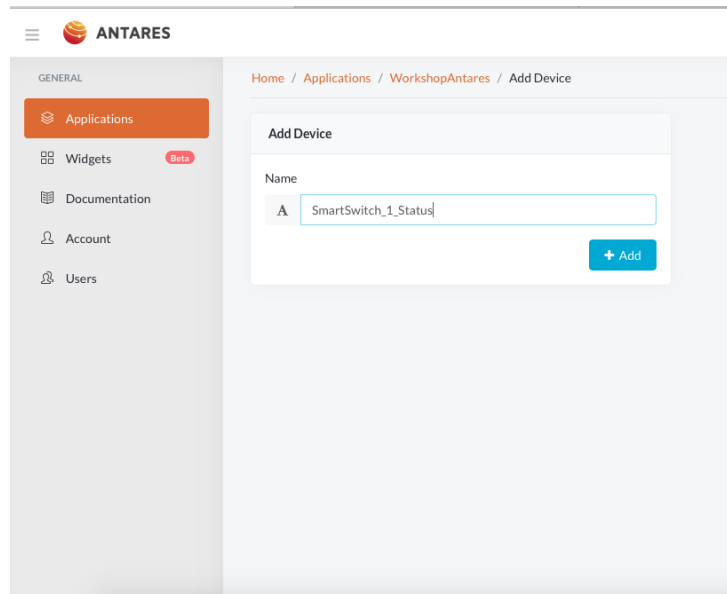 ANTARES
GENERAL
Applications
Widgets Beta
Documentation
Account
Users
Home / Applications / WorkshopAntares / Add Device
Add Device
Name
A SmartSwitch_1_Status
+ Add